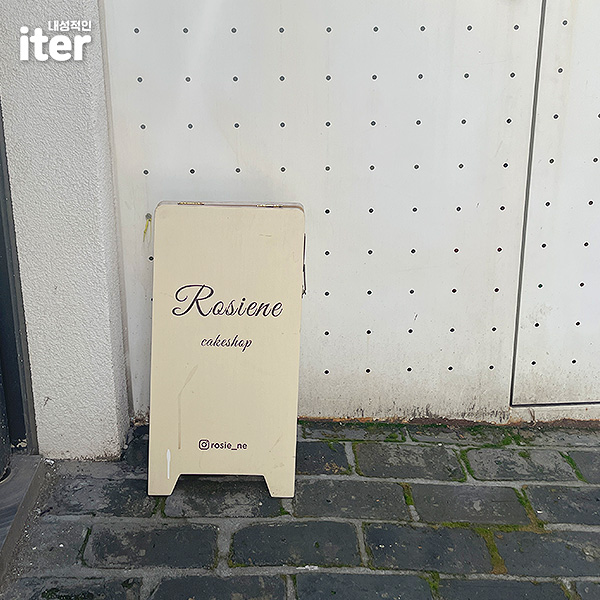 내성적인
iter
Rosiene
cakeshop
rosie_ne